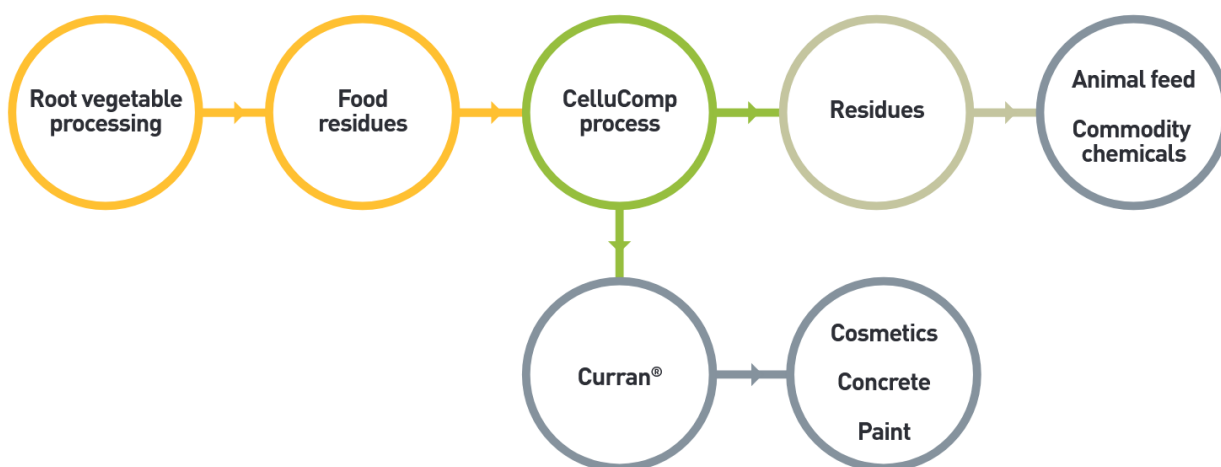 Root vegetable
processing
Food
residues
CelluComp
process
Residues
Animal feed
Commodity
chemicals
Curran®
Cosmetics
Concrete
Paint